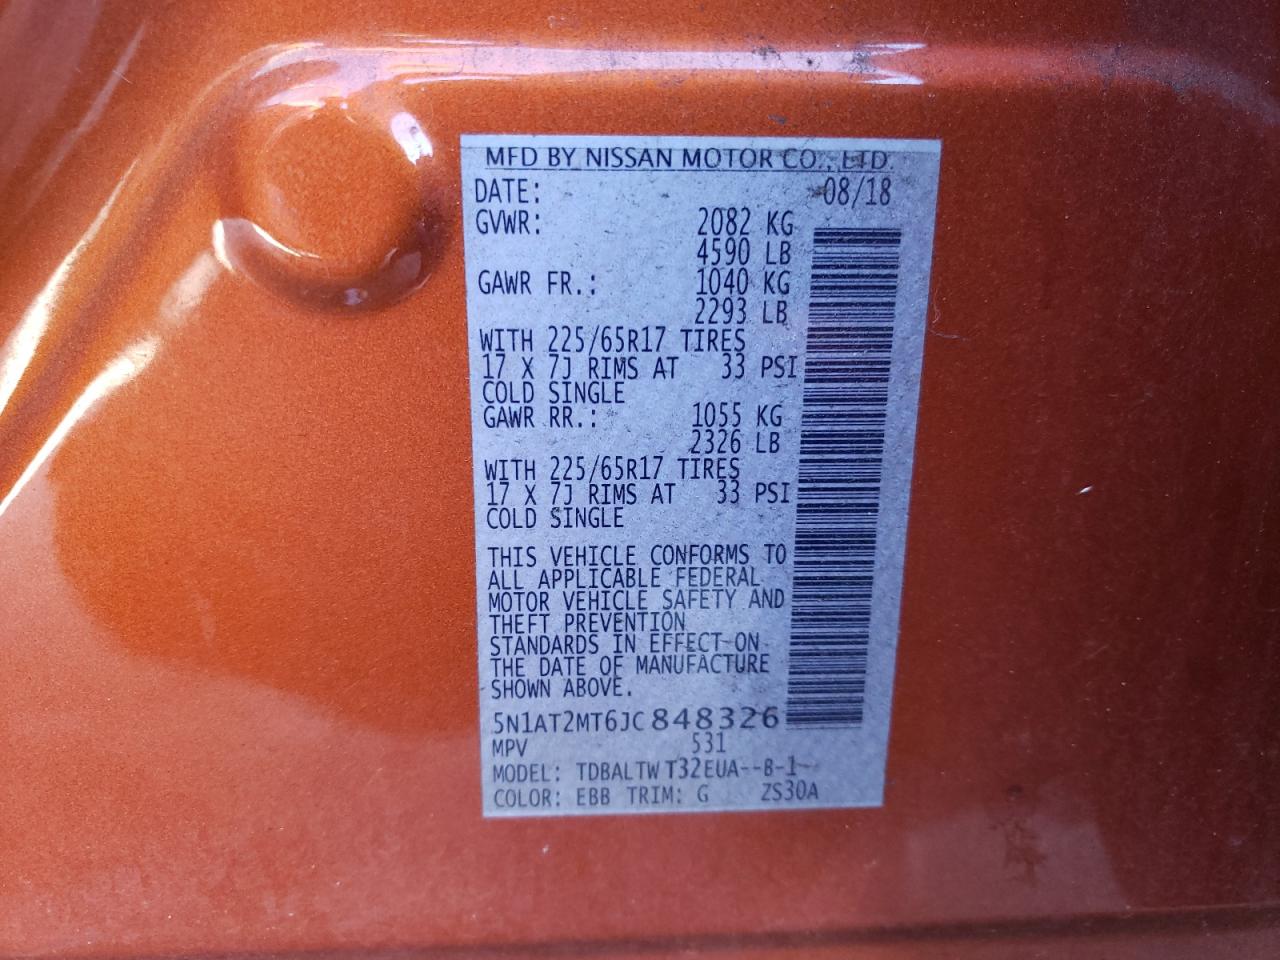 MFD BY NISSAN MOTOR CO., LTD.
DATE: 08/18
GVWR: 2082 KG
4590 LB
GAWR FR.: 1040 KG
2293 LB
WITH 225/65R17 TIRES
17 X 7J RIMS AT 33 PSI
COLD SINGLE
GAWR RR.: 1055 KG
2326 LB
WITH 225/65R17 TIRES
17 X 7J RIMS AT 33 PSI
COLD SINGLE
THIS VEHICLE CONFORMS TO
ALL APPLICABLE FEDERAL
MOTOR VEHICLE SAFETY AND
THEFT PREVENTION
STANDARDS IN EFFECT ON
THE DATE OF MANUFACTURE
SHOWN ABOVE.
5N1AT2MT6JC848326
MPV 531
MODEL: TDBALTW T32EUA--B-1
COLOR: EBB TRIM: G ZS30A